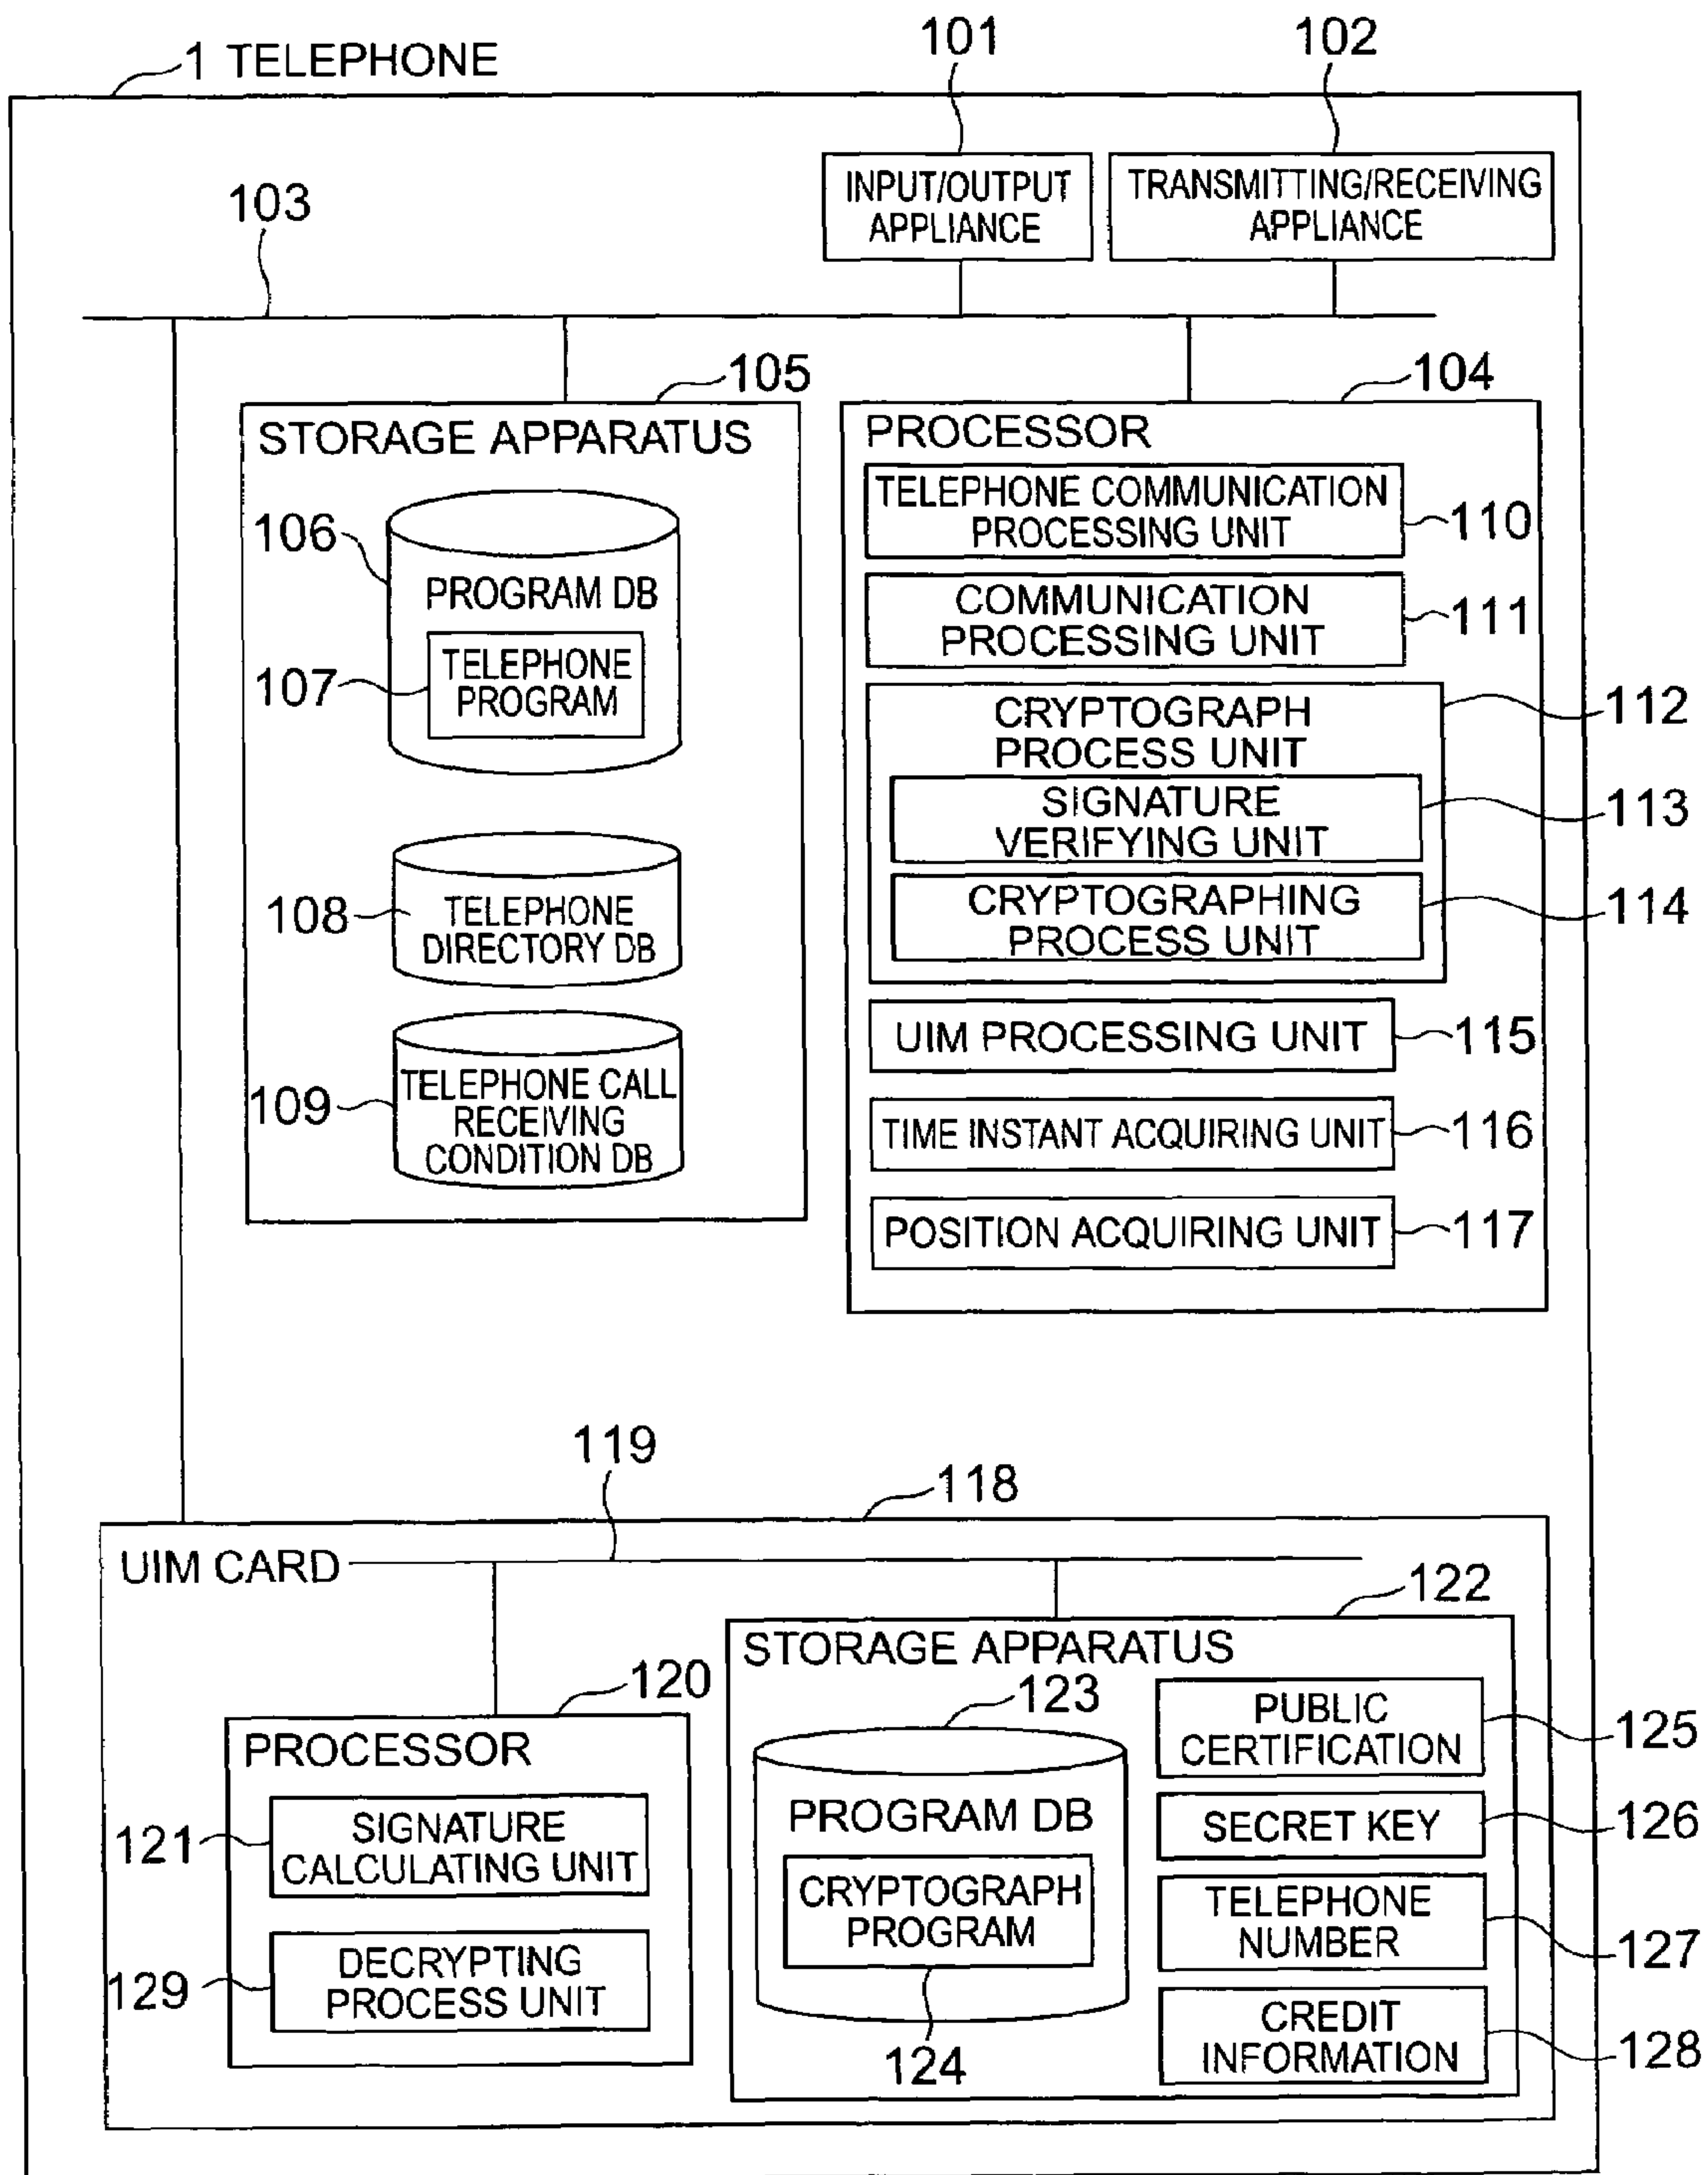 1 TELEPHONE
101
102
INPUT/OUTPUT
APPLIANCE
TRANSMITTING/RECEIVING
APPLIANCE
103
105
STORAGE APPARATUS
106
PROGRAM DB
107
TELEPHONE
PROGRAM
108
TELEPHONE
DIRECTORY DB
109
TELEPHONE CALL
RECEIVING
CONDITION DB
104
PROCESSOR
TELEPHONE COMMUNICATION
PROCESSING UNIT
110
COMMUNICATION
PROCESSING UNIT
111
CRYPTOGRAPH
PROCESS UNIT
112
SIGNATURE
VERIFYING UNIT
113
CRYPTOGRAPHING
PROCESS UNIT
114
UIM PROCESSING UNIT
115
TIME INSTANT ACQUIRING UNIT
116
POSITION ACQUIRING UNIT
117
119
118
UIM CARD
120
PROCESSOR
121
SIGNATURE
CALCULATING UNIT
129
DECRYPTING
PROCESS UNIT
122
STORAGE APPARATUS
123
PROGRAM DB
CRYPTOGRAPH
PROGRAM
124
PUBLIC
CERTIFICATION
125
SECRET KEY
126
TELEPHONE
NUMBER
127
CREDIT
INFORMATION
128